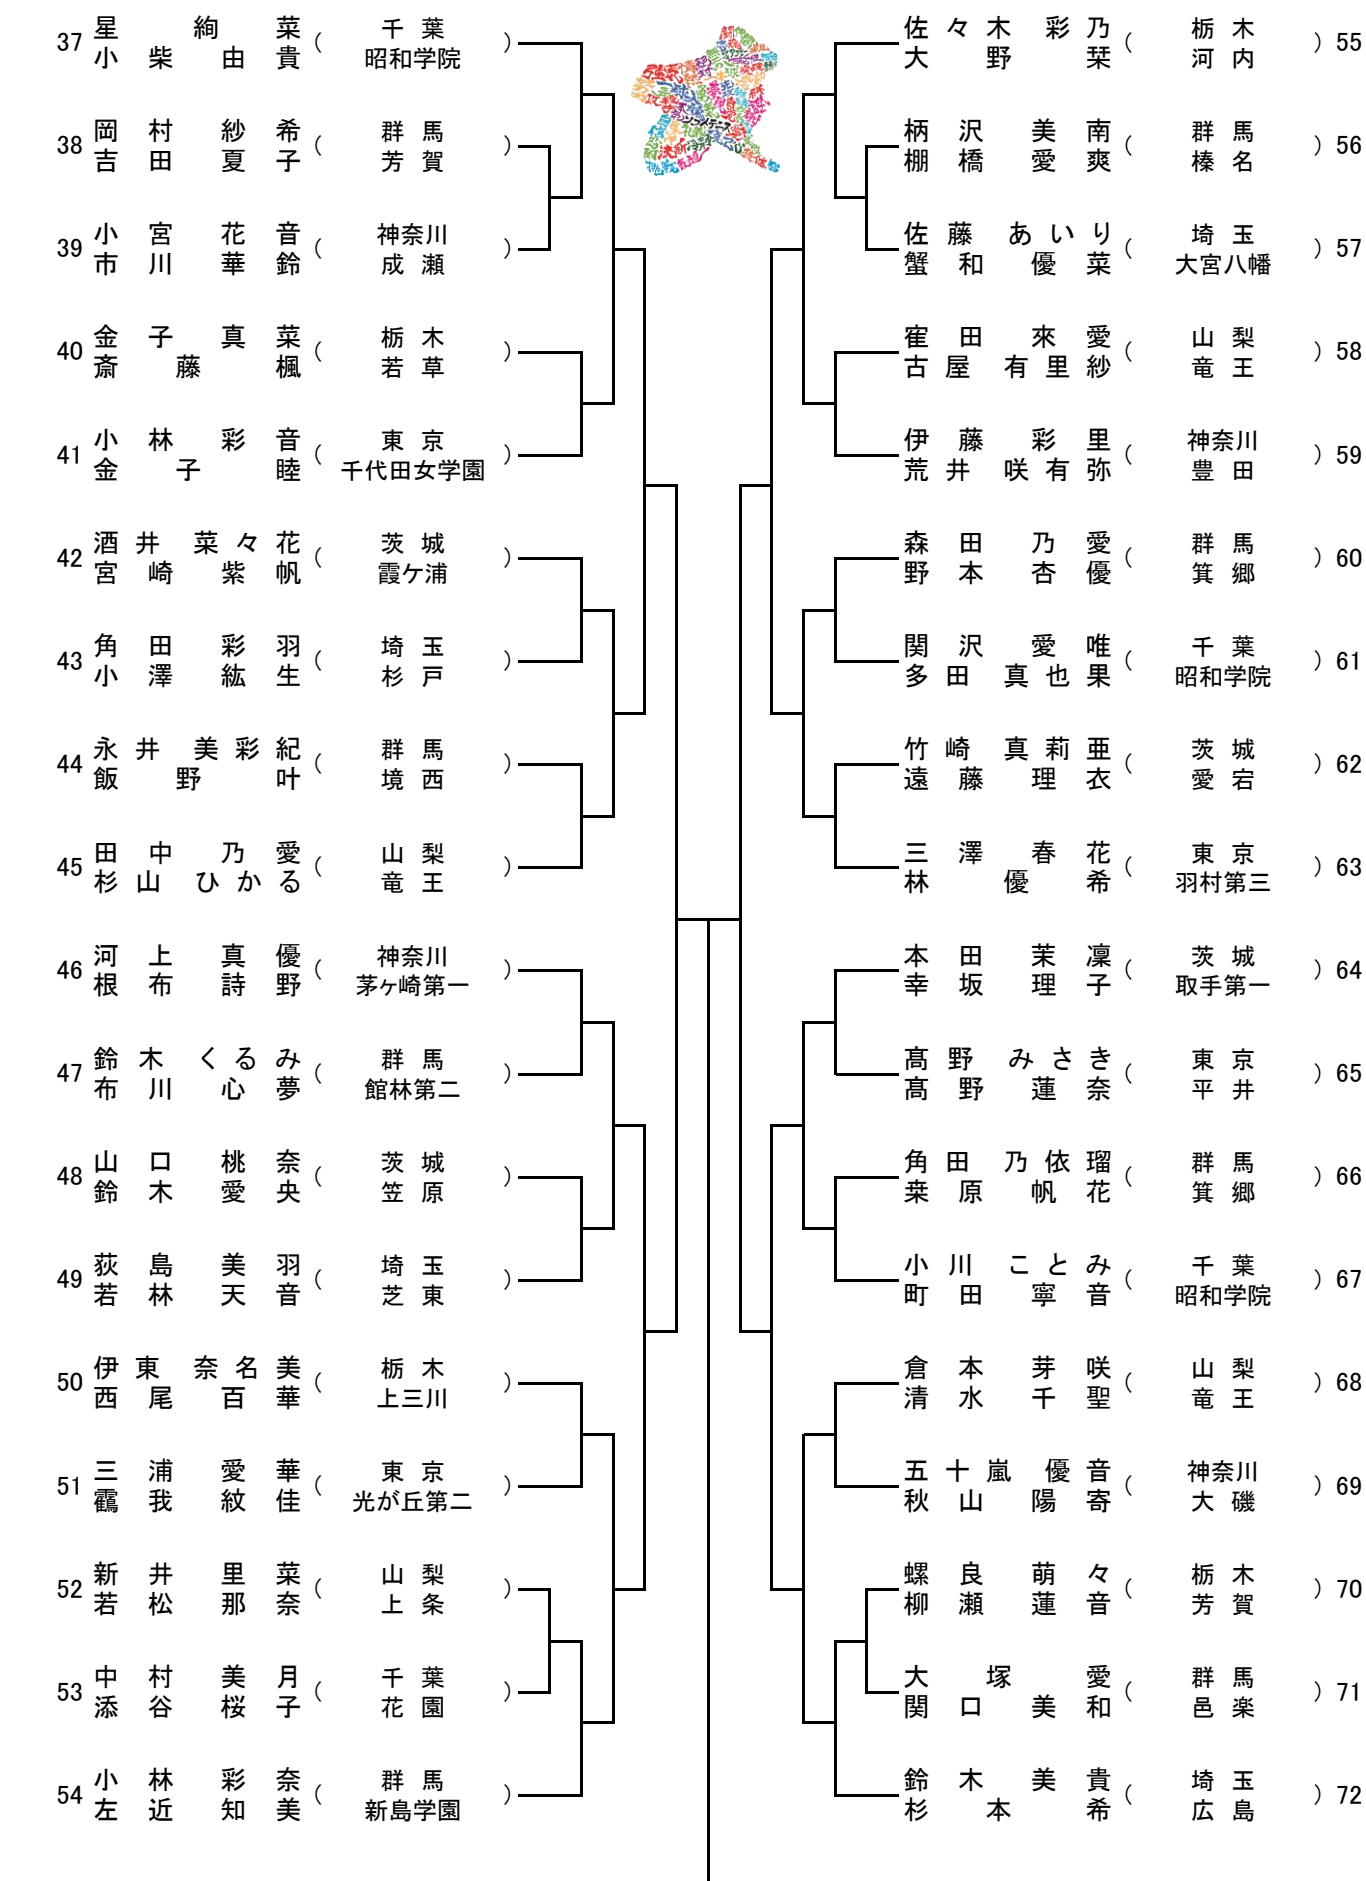 37 星 絢 菜 ( 千 葉 )
小 柴 由 貴 昭和学院
38 岡 村 紗 希 ( 群 馬 )
吉 田 夏 子 芳 賀
39 小 宮 花 音 ( 神奈川 )
市 川 華 鈴 成 瀬
40 金 子 真 菜 ( 栃 木 )
斎 藤 楓 若 草
41 小 林 彩 音 ( 東 京 )
金 子 睦 千代田女学園
42 酒 井 菜 々 花 ( 茨 城 )
宮 崎 紫 帆 霞ケ浦
43 角 田 彩 羽 ( 埼 玉 )
小 澤 紘 生 杉 戸
44 永 井 美 彩 紀 ( 群 馬 )
飯 野 叶 境 西
45 田 中 乃 愛 ( 山 梨 )
杉 山 ひ か る 竜 王
46 河 上 真 優 ( 神奈川 )
根 布 詩 野 茅ヶ崎第一
47 鈴 木 く る み ( 群 馬 )
布 川 心 夢 館林第二
48 山 口 桃 奈 ( 茨 城 )
鈴 木 愛 央 笠 原
49 荻 島 美 羽 ( 埼 玉 )
若 林 天 音 芝 東
50 伊 東 奈 名 美 ( 栃 木 )
西 尾 百 華 上三川
51 三 浦 愛 華 ( 東 京 )
靍 我 紋 佳 光が丘第二
52 新 井 里 菜 ( 山 梨 )
若 松 那 奈 上 条
53 中 村 美 月 ( 千 葉 )
添 谷 桜 子 花 園
54 小 林 彩 奈 ( 群 馬 )
左 近 知 美 新島学園
佐 々 木 彩 乃 ( 栃 木 ) 55
大 野 栞 河 内
柄 沢 美 南 ( 群 馬 ) 56
棚 橋 愛 爽 榛 名
佐 藤 あ い り ( 埼 玉 ) 57
蟹 和 優 菜 大宮八幡
隺 田 來 愛 ( 山 梨 ) 58
古 屋 有 里 紗 竜 王
伊 藤 彩 里 ( 神奈川 ) 59
荒 井 咲 有 弥 豊 田
森 田 乃 愛 ( 群 馬 ) 60
野 本 杏 優 箕 郷
関 沢 愛 唯 ( 千 葉 ) 61
多 田 真 也 果 昭和学院
竹 崎 真 莉 亜 ( 茨 城 ) 62
遠 藤 理 衣 愛 宕
三 澤 春 花 ( 東 京 ) 63
林 優 希 羽村第三
本 田 茉 凜 ( 茨 城 ) 64
幸 坂 理 子 取手第一
髙 野 み さ き ( 東 京 ) 65
髙 野 蓮 奈 平 井
角 田 乃 依 瑠 ( 群 馬 ) 66
桒 原 帆 花 箕 郷
小 川 こ と み ( 千 葉 ) 67
町 田 寧 音 昭和学院
倉 本 芽 咲 ( 山 梨 ) 68
清 水 千 聖 竜 王
五 十 嵐 優 音 ( 神奈川 ) 69
秋 山 陽 寄 大 磯
螺 良 萌 々 ( 栃 木 ) 70
柳 瀬 蓮 音 芳 賀
大 塚 愛 ( 群 馬 ) 71
関 口 美 和 邑 楽
鈴 木 美 貴 ( 埼 玉 ) 72
杉 本 希 広 島